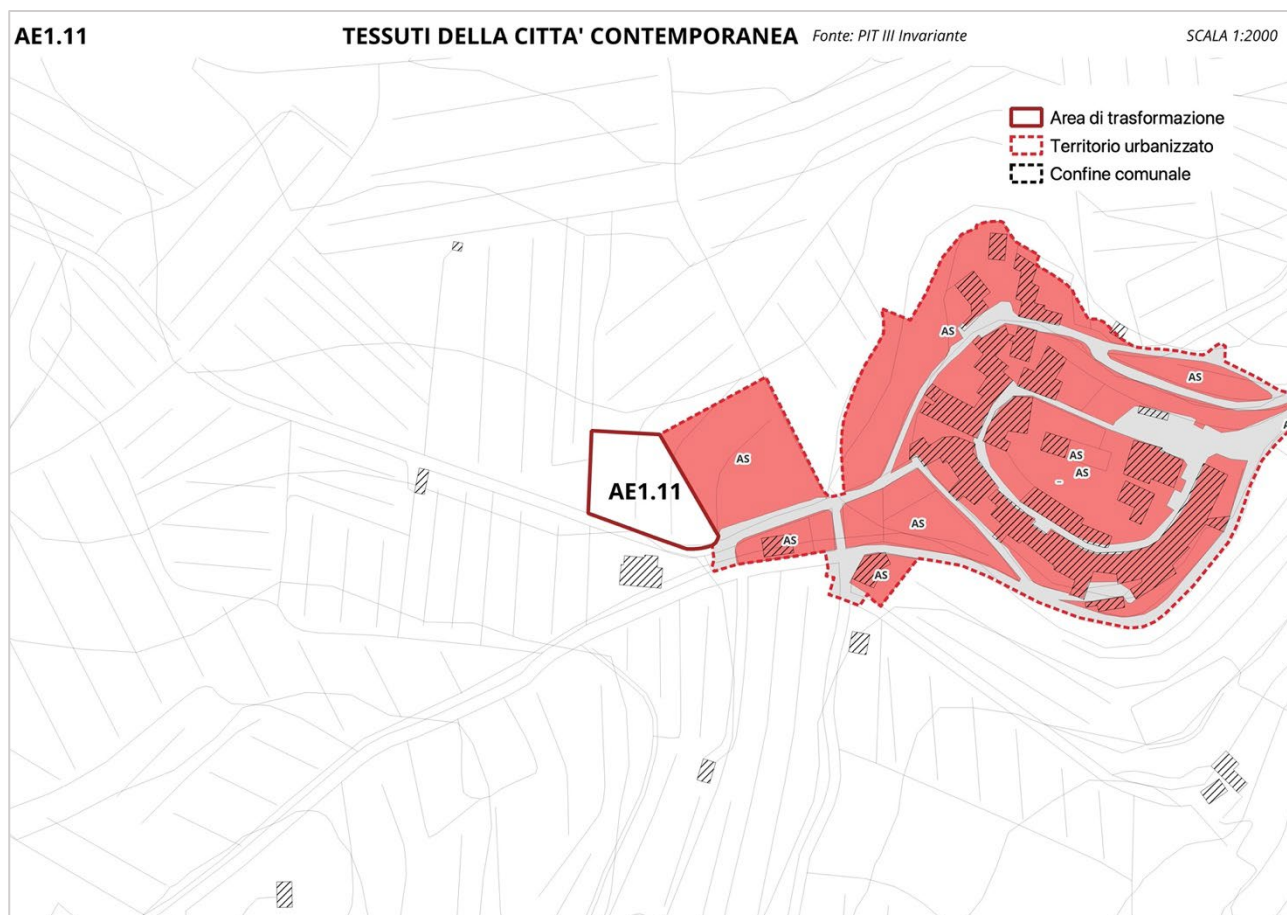 AE1.11
TESSUTI DELLA CITTA' CONTEMPORANEA
Fonte: PIT III Invariante
SCALA 1:2000
Area di trasformazione
Territorio urbanizzato
Confine comunale
AS
AS
AS
AS
AS
AE1.11
AS
AS
AS